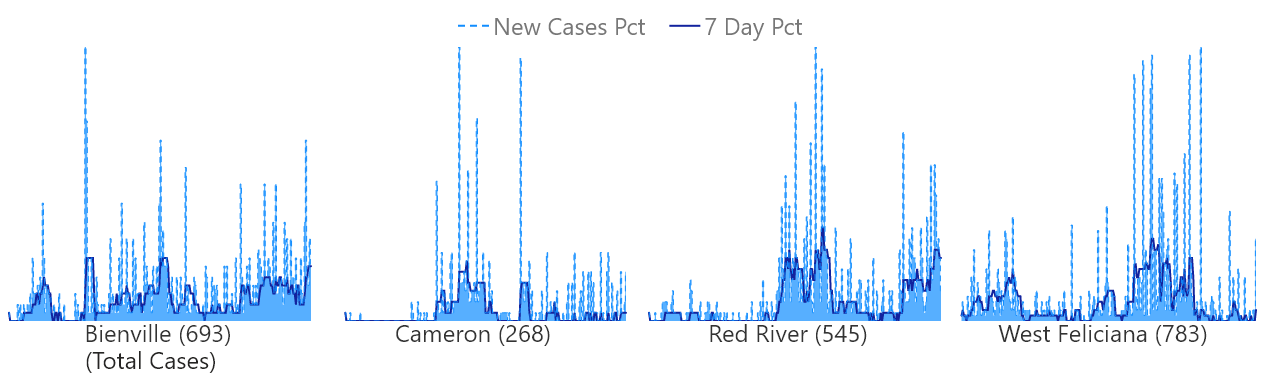 New Cases Pct 7 Day Pct
Bienville (693) Cameron (268) Red River (545) West Feliciana (783)
(Total Cases)